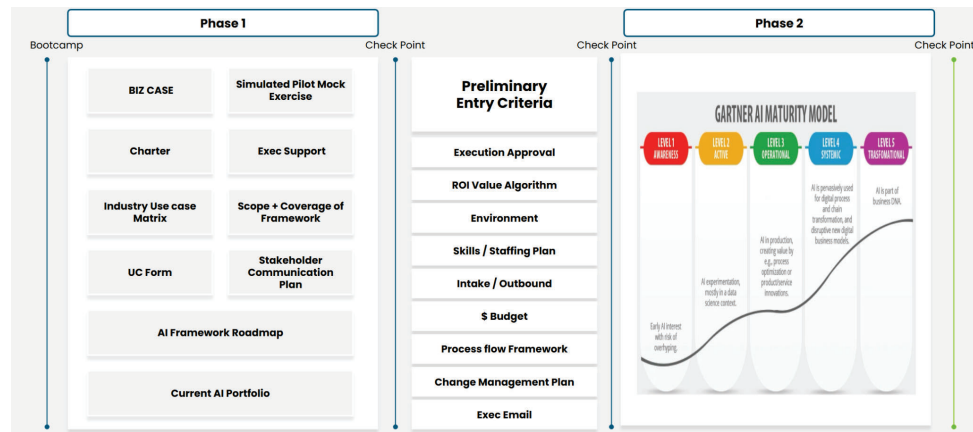 Phase 1
Phase 2
Bootcamp
Check Point
Check Point
Check Point
BIZ CASE
Simulated Pilot Mock
Exercise
Charter
Exec Support
Industry Use case
Matrix
Scope + Coverage of
Framework
UC Form
Stakeholder
Communication
Plan
AI Framework Roadmap
Current AI Portfolio
Preliminary
Entry Criteria
Execution Approval
ROI Value Algorithm
Environment
Skills / Staffing Plan
Intake / Outbound
$ Budget
Process flow Framework
Change Management Plan
Exec Email
GARTNER AI MATURITY MODEL
LEVEL 1
AWARENESS
LEVEL 2
ACTIVE
LEVEL 3
OPERATIONAL
LEVEL 4
SYSTEMIC
LEVEL 5
TRASFOMATIONAL
Early AI interest
with risk of
overhyping.
AI experimentation,
mostly in a data
science context.
AI in production,
creating value by
e.g., process
optimization or
product/service
innovations.
AI is pervasively used
for digital process
and chain
transformation, and
disruptive new digital
business models.
AI is part of
business DNA.